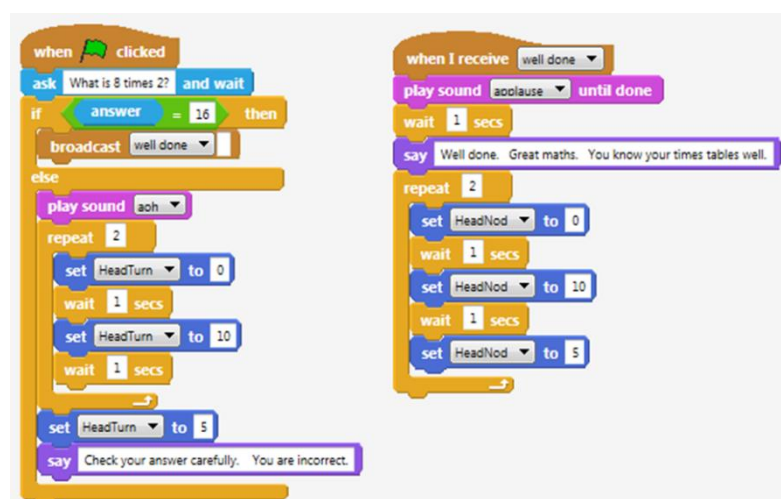 when clicked
ask What is 8 times 2? and wait
if answer = 16 then
broadcast well done
else
play sound aoh
repeat 2
set HeadTurn to 0
wait 1 secs
set HeadTurn to 10
wait 1 secs
set HeadTurn to 5
say Check your answer carefully. You are incorrect.
when I receive well done
play sound applause until done
wait 1 secs
say Well done. Great maths. You know your times tables well.
repeat 2
set HeadNod to 0
wait 1 secs
set HeadNod to 10
wait 1 secs
set HeadNod to 5